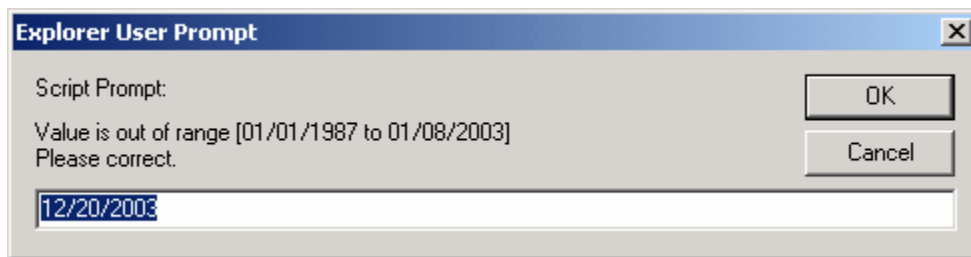 Explorer User Prompt
Script Prompt:
OK
Value is out of range [01/01/1987 to 01/08/2003]
Please correct.
Cancel
12/20/2003